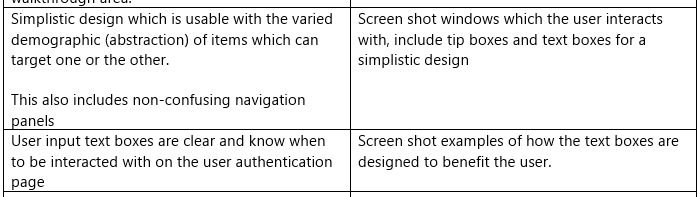 walkthrough area.
Simplistic design which is usable with the varied
demographic (abstraction) of items which can
target one or the other.
This also includes non-confusing navigation
panels
Screen shot windows which the user interacts
with, include tip boxes and text boxes for a
simplistic design
User input text boxes are clear and know when
to be interacted with on the user authentication
page
Screen shot examples of how the text boxes are
designed to benefit the user.